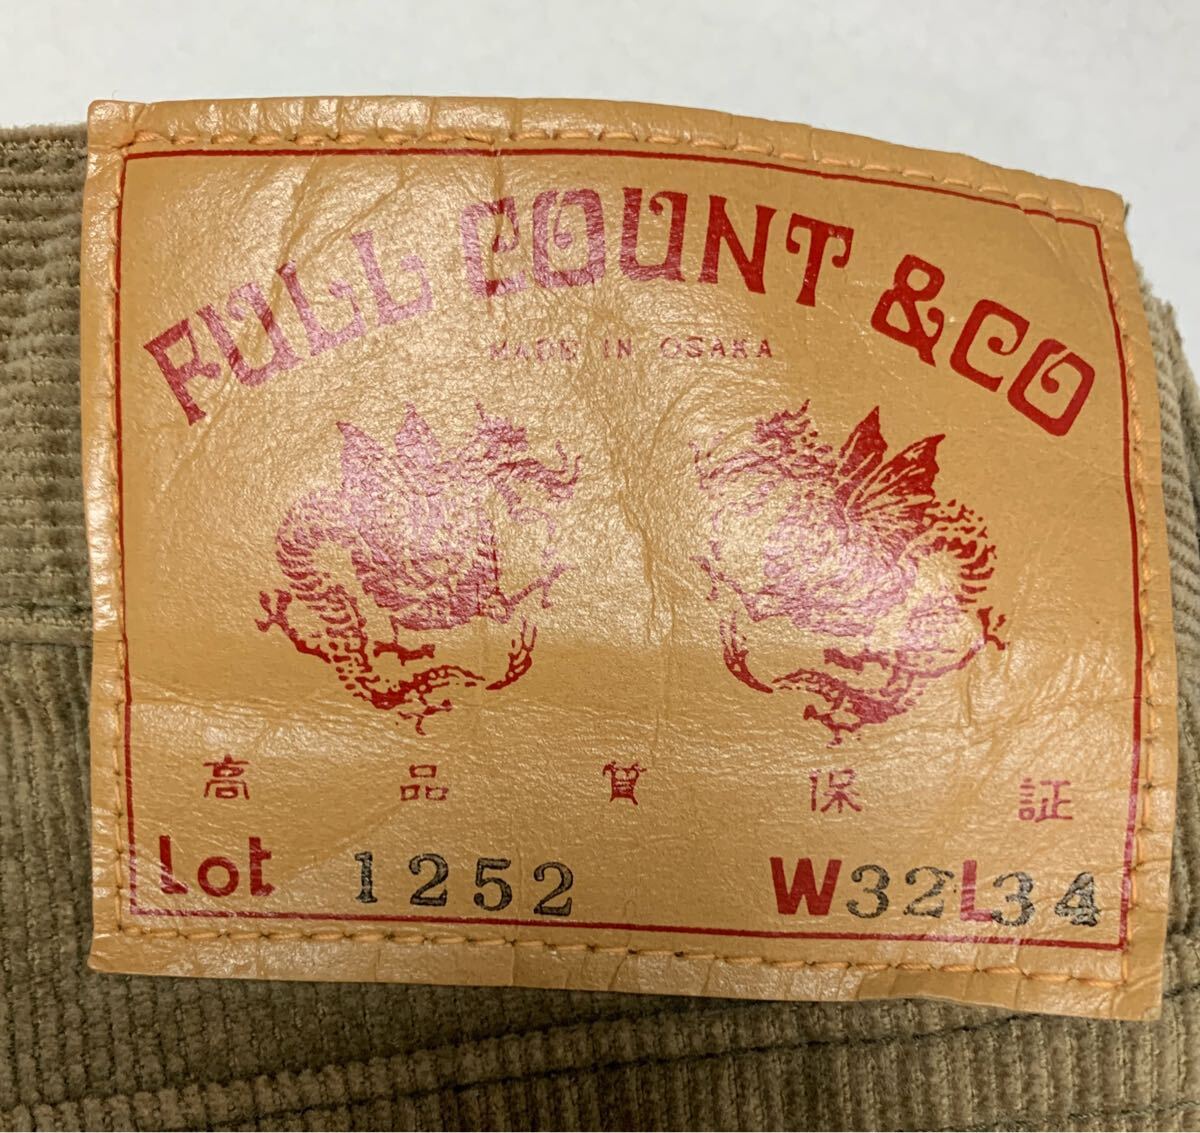 FULL COUNT & CO
MADE IN OSAKA
高品質保証
Lot 1252 W32L34